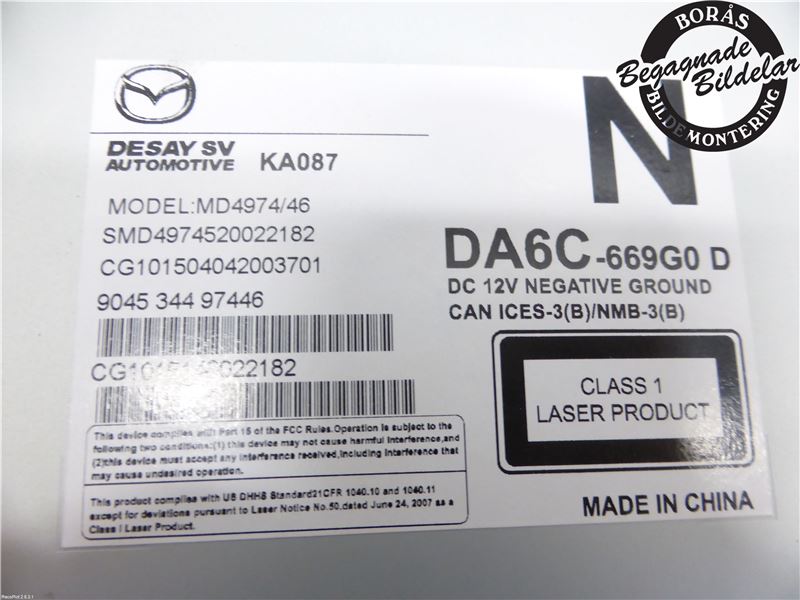 BORÅS
Begagnade
Bildelar
BILDEMONTERING
N
DESAY SV
AUTOMOTIVE KA087
MODEL:MD4974/46
SMD4974520022182
CG101504042003701
9045 344 97446
DA6C-669G0 D
DC 12V NEGATIVE GROUND
CAN ICES-3(B)/NMB-3(B)
22182
CLASS 1
LASER PRODUCT
This device complies with Part 15 of the FCC Rules.Operation is subject to the
following two conditions:(1) this device may not cause harmful interference,and
(2)this device must accept any interference received,including interference that
may cause undesired operation.
This product complies with US DHHS Standard21CFR 1040.10 and 1040.11
except for deviations pursuant to Laser Notice No.50,dated June 24, 2007 as a
Class I Laser Product.
MADE IN CHINA